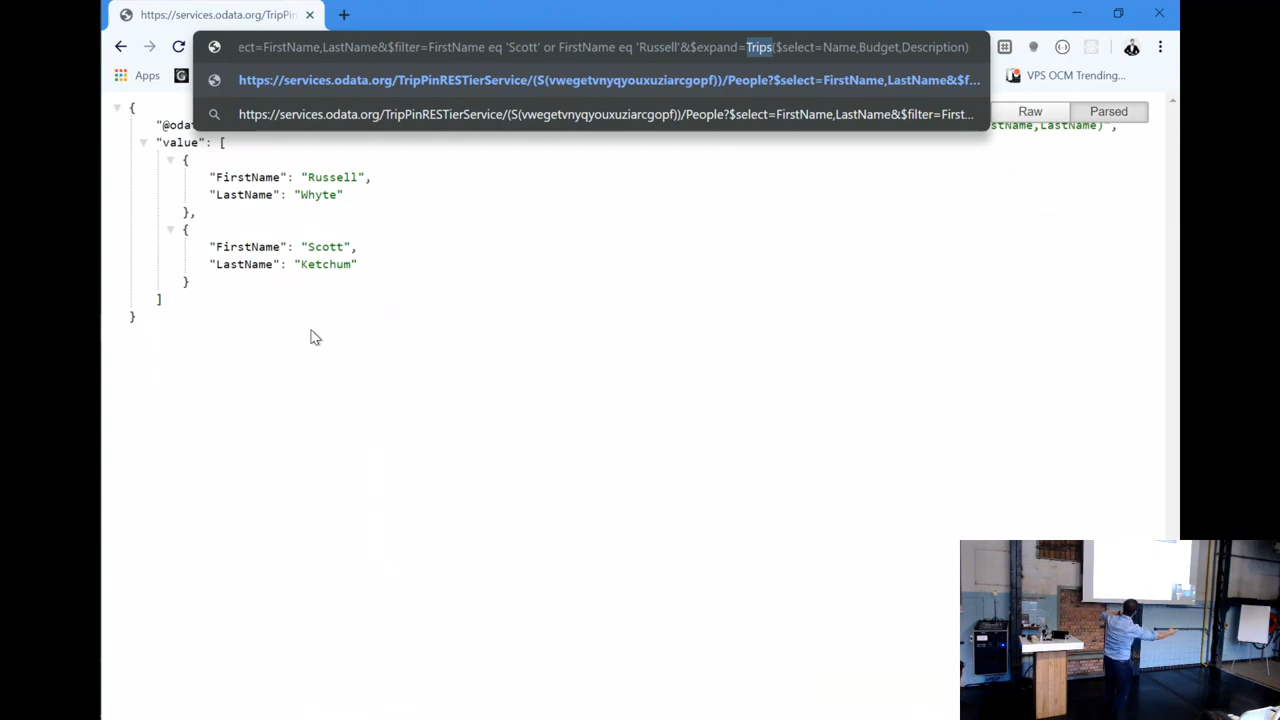 https://services.odata.org/TripPin
ect=FirstName,LastName&$filter=FirstName eq 'Scott' or FirstName eq 'Russell'&$expand=Trips($select=Name,Budget,Description)
https://services.odata.org/TripPinRESTierService/(S(vwegetvnyqyouxuziarcgopf))/People?$select=FirstName,LastName&$f...
Apps
VPS OCM Trending...
https://services.odata.org/TripPinRESTierService/(S(vwegetvnyqyouxuziarcgopf))/People?$select=FirstName,LastName&$filter=First...
Raw
Parsed
{
"@odat
stName,LastName)",
"value": [
{
"FirstName": "Russell",
"LastName": "Whyte"
},
{
"FirstName": "Scott",
"LastName": "Ketchum"
}
]
}